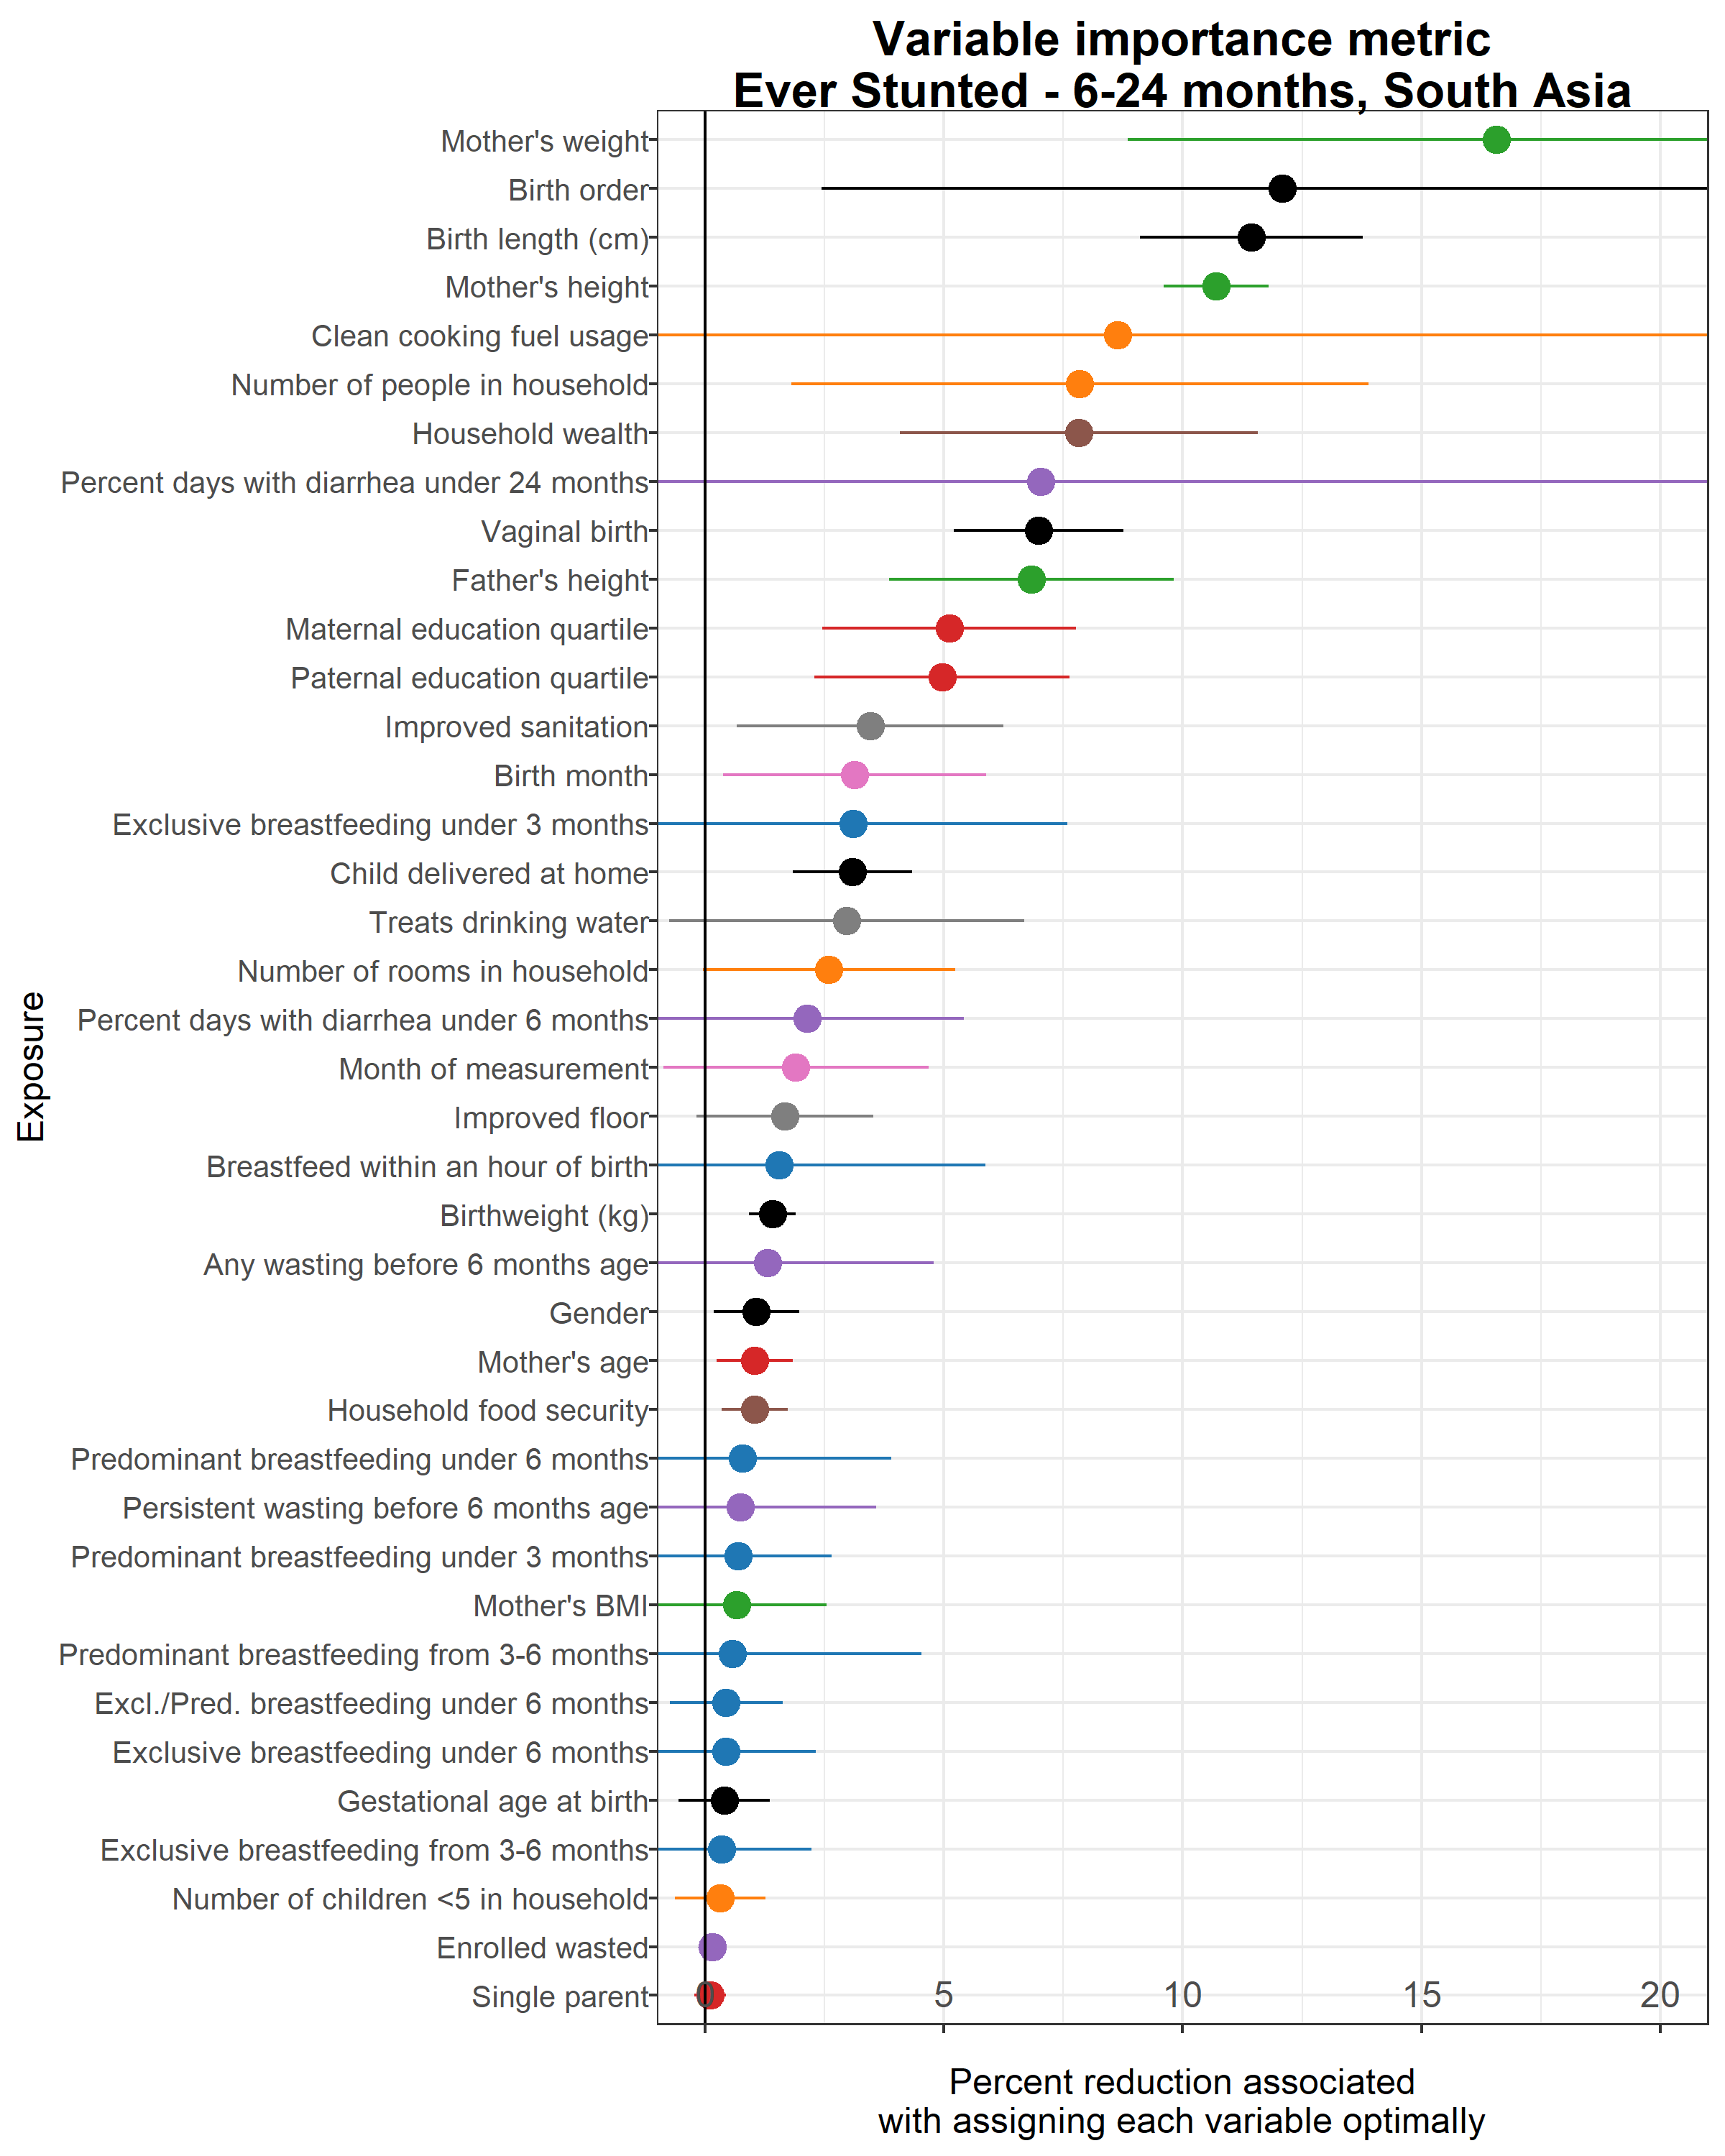 Variable importance metric
Ever Stunted - 6-24 months, South Asia
Mother's weight
Birth order
Birth length (cm)
Mother's height
Clean cooking fuel usage
Number of people in household
Household wealth
Percent days with diarrhea under 24 months
Vaginal birth
Father's height
Maternal education quartile
Paternal education quartile
Improved sanitation
Birth month
Exclusive breastfeeding under 3 months
Child delivered at home
Treats drinking water
Number of rooms in household
Percent days with diarrhea under 6 months
Month of measurement
Improved floor
Breastfeed within an hour of birth
Birthweight (kg)
Any wasting before 6 months age
Gender
Mother's age
Household food security
Predominant breastfeeding under 6 months
Persistent wasting before 6 months age
Predominant breastfeeding under 3 months
Mother's BMI
Predominant breastfeeding from 3-6 months
Excl./Pred. breastfeeding under 6 months
Exclusive breastfeeding under 6 months
Gestational age at birth
Exclusive breastfeeding from 3-6 months
Number of children <5 in household
Enrolled wasted
Single parent
Exposure
0 5 10 15 20
Percent reduction associated
with assigning each variable optimally